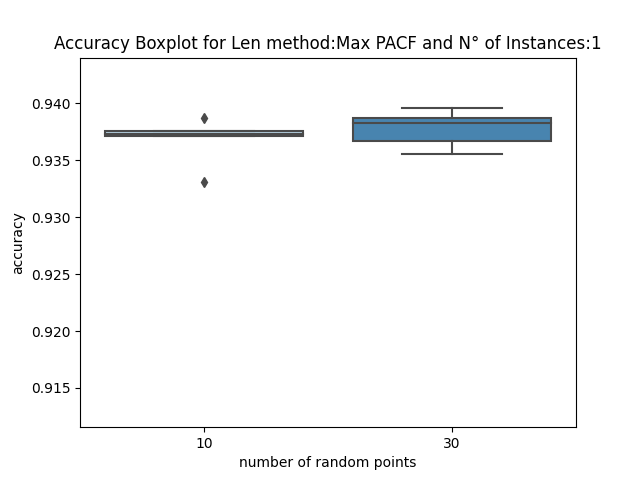 Accuracy Boxplot for Len method:Max PACF and N° of Instances:1
0.940
0.935
0.930
0.925
0.920
0.915
accuracy
10 30
number of random points